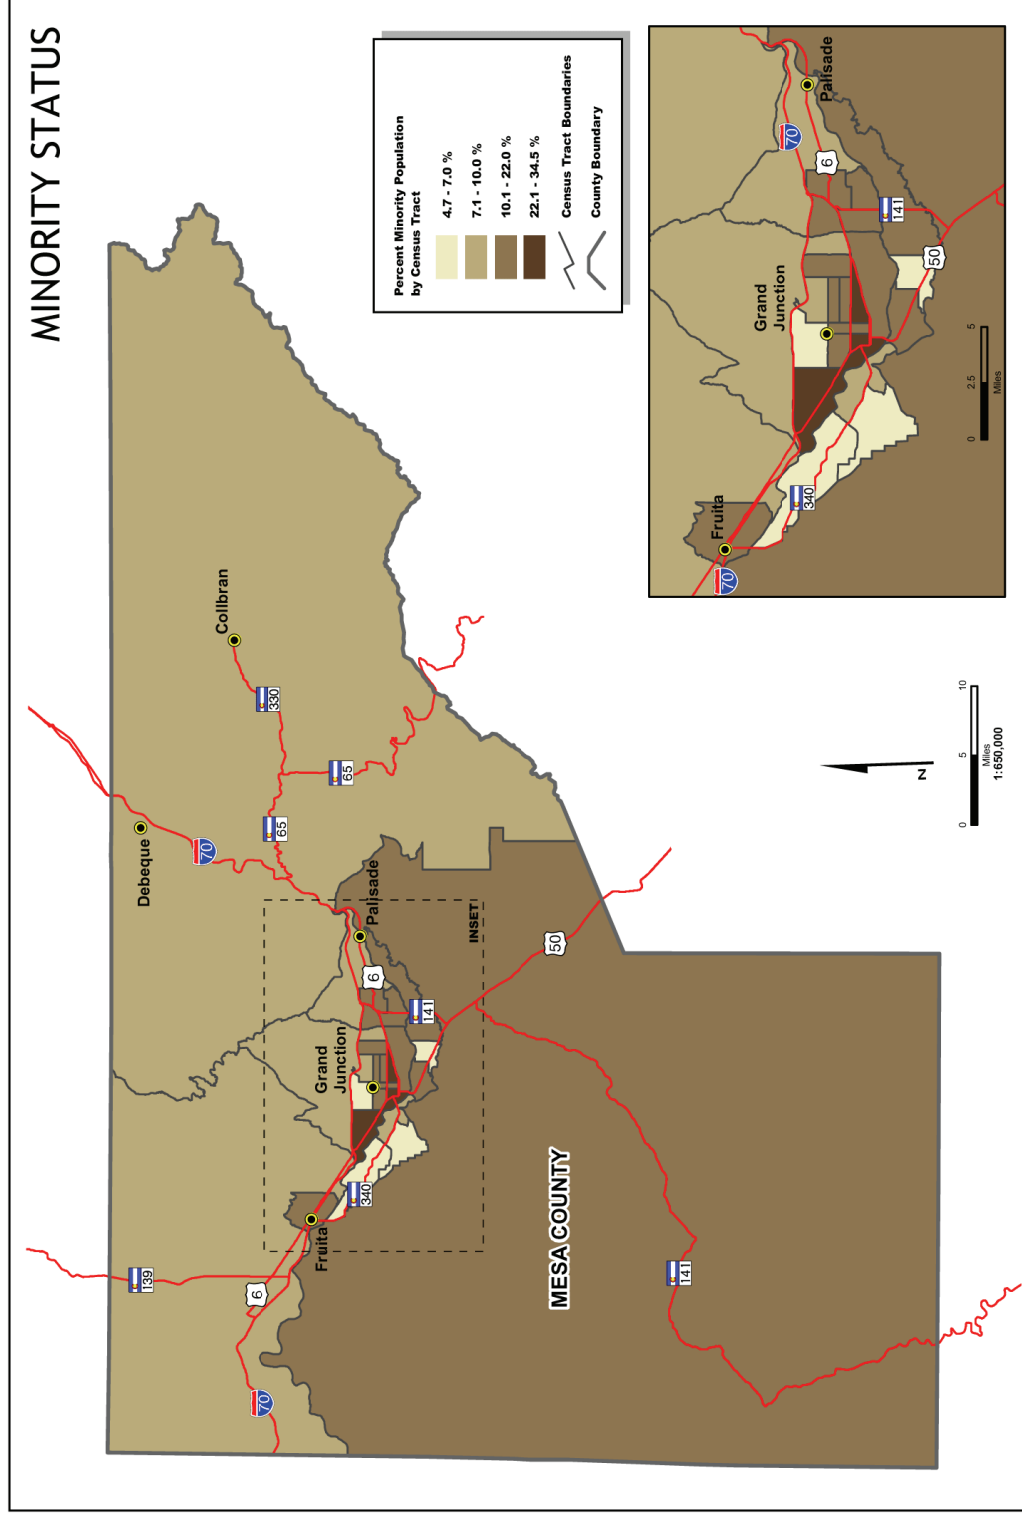 MINORITY STATUS
Percent Minority Population
by Census Tract
4.7 - 7.0 %
7.1 - 10.0 %
10.1 - 22.0 %
22.1 - 34.5 %
Census Tract Boundaries
County Boundary
139
6
70
Fruita
340
Grand
Junction
141
6
Palisade
INSET
50
Debeque
70
65
65
330
Collbran
MESA COUNTY
141
N
0 5 10
Miles
1:650,000
70
Fruita
340
Grand
Junction
50
141
6
70
Palisade
0 2.5 5
Miles